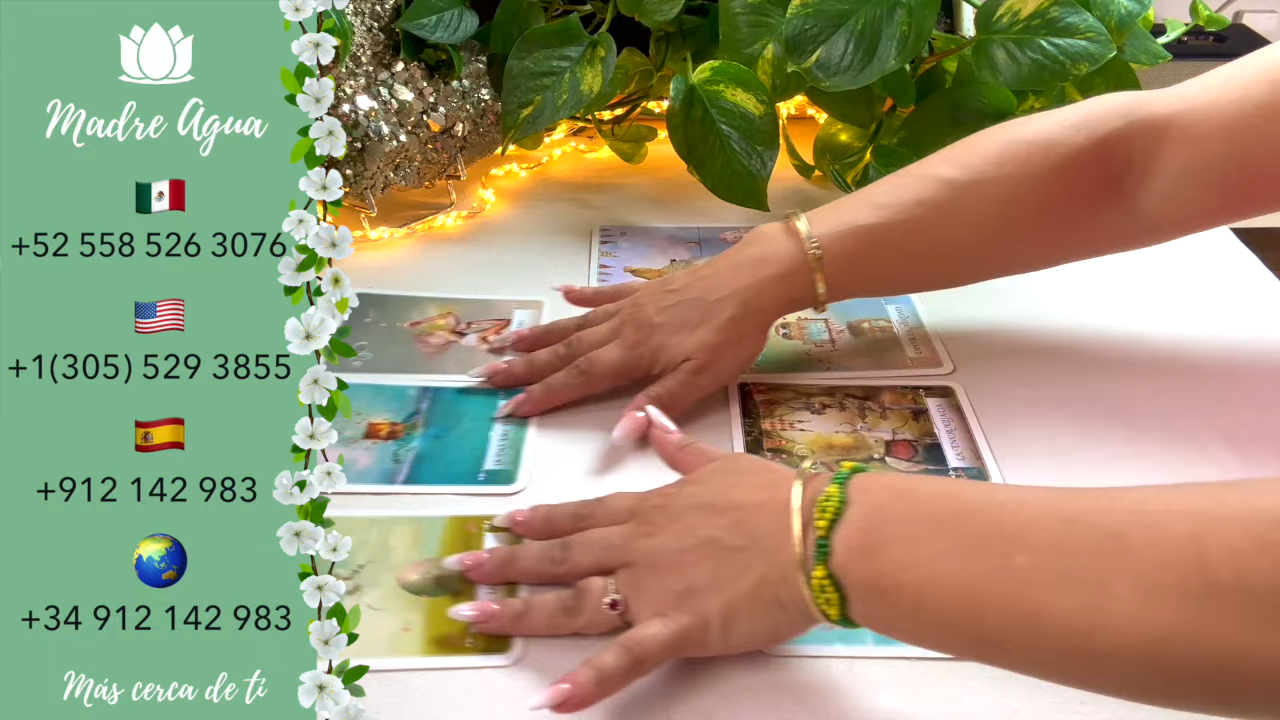 Madre Agua
+52 558 526 3076
+1(305) 529 3855
+912 142 983
+34 912 142 983
Más cerca de ti